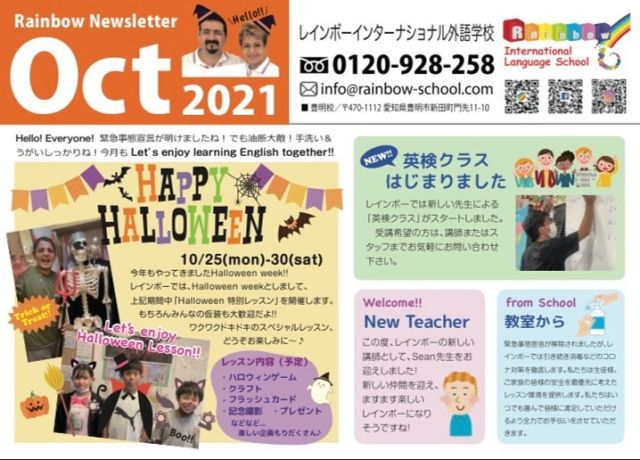 Rainbow Newsletter
Oct
2021
Hello!!
レインボーインターナショナル外語学校
0120-928-258
info@rainbow-school.com
■ 豊明校／〒470-1112 愛知県豊明市新田町門先11-10
Rainbow
International
Language School
Hello! Everyone! 緊急事態宣言が明けましたね！でも油断大敵！手洗い＆
うがいしっかりね！今月も Let's enjoy learning English together!!
HAPPY
HALLOWEEN
10/25(mon)-30(sat)
今年もやってきましたHalloween week!!
レインボーでは、Halloween weekとしまして、
上記期間中「Halloween 特別レッスン」を開催します。
もちろんみんなの仮装も大歓迎だよ!!
ワクワクドキドキのスペシャルレッスン、
どうぞお楽しみに～♪
Trick or
Treat!!
Let's enjoy
Halloween Lesson!!
Boo!!
レッスン内容（予定）
・ハロウィンゲーム
・クラフト
・フラッシュカード
・記念撮影 ・プレゼント
などなど…
楽しい企画もりだくさん♪
NEW!!
英検クラス
はじまりました
レインボーでは新しい先生による
「英検クラス」がスタートしました。
受講希望の方は、講師またはス
タッフまでお気軽にお問い合わせ
下さい。
Welcome!!
New Teacher
この度、レインボーの新しい
講師として、Sean先生をお
迎えしました！
新しい仲間を迎え、
ますます楽しい
レインボーになり
そうですね!
from School
教室から
緊急事態宣言が解除されましたが、レイ
ンボーでは引き続き消毒などのコロ
ナ対策を徹底します。私たちは生徒様、
ご家族の皆様の安全を最優先に考えた
レッスン環境を提供します。私たちはい
つでも喜んで皆様に満足していただけ
るよう全力でお手伝いをさせていただ
きます。